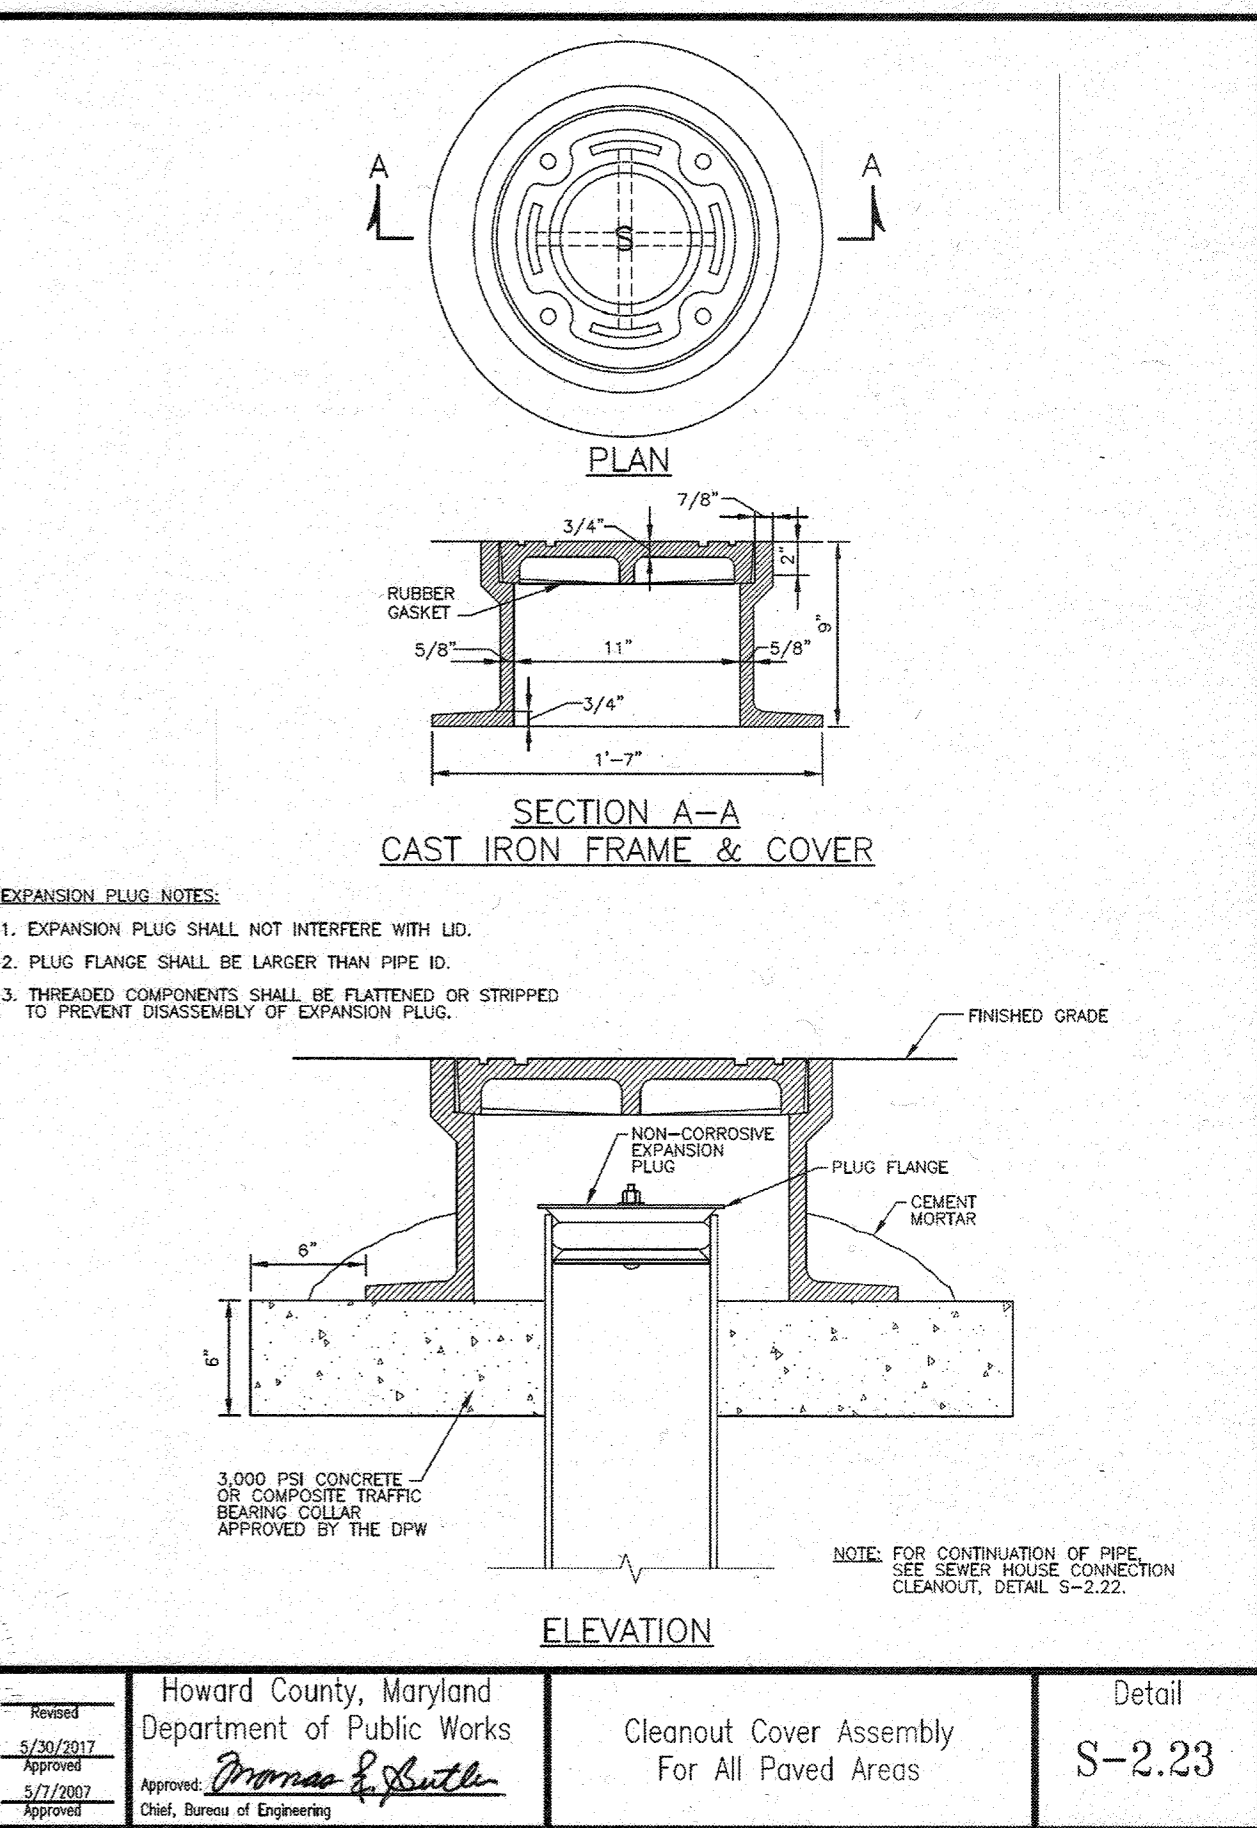 A
A
S
PLAN
7/8"
3/4"
2"
RUBBER
GASKET
9"
5/8"
11"
5/8"
3/4"
1'-7"
SECTION A-A
CAST IRON FRAME & COVER
EXPANSION PLUG NOTES:
1. EXPANSION PLUG SHALL NOT INTERFERE WITH LID.
2. PLUG FLANGE SHALL BE LARGER THAN PIPE ID.
3. THREADED COMPONENTS SHALL BE FLATTENED OR STRIPPED
TO PREVENT DISASSEMBLY OF EXPANSION PLUG.
FINISHED GRADE
NON-CORROSIVE
EXPANSION
PLUG
PLUG FLANGE
CEMENT
MORTAR
6"
6"
3,000 PSI CONCRETE
OR COMPOSITE TRAFFIC
BEARING COLLAR
APPROVED BY THE DPW
NOTE: FOR CONTINUATION OF PIPE,
SEE SEWER HOUSE CONNECTION
CLEANOUT, DETAIL S-2.22.
ELEVATION
Revised
5/30/2017
Approved
5/7/2007
Approved
Howard County, Maryland
Department of Public Works
Approved: Thomas E. Butler
Chief, Bureau of Engineering
Cleanout Cover Assembly
For All Paved Areas
Detail
S-2.23